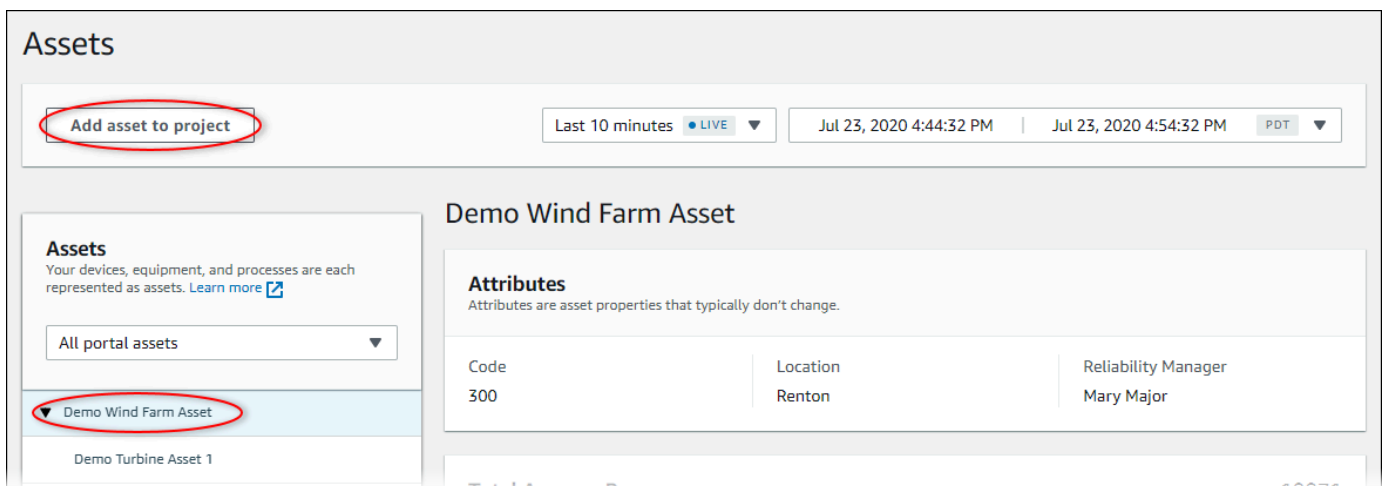 Assets
Add asset to project
Last 10 minutes LIVE
Jul 23, 2020 4:44:32 PM | Jul 23, 2020 4:54:32 PM PDT
Assets
Your devices, equipment, and processes are each
represented as assets. Learn more
All portal assets
Demo Wind Farm Asset
Demo Turbine Asset 1
Demo Wind Farm Asset
Attributes
Attributes are asset properties that typically don't change.
Code
300
Location
Renton
Reliability Manager
Mary Major